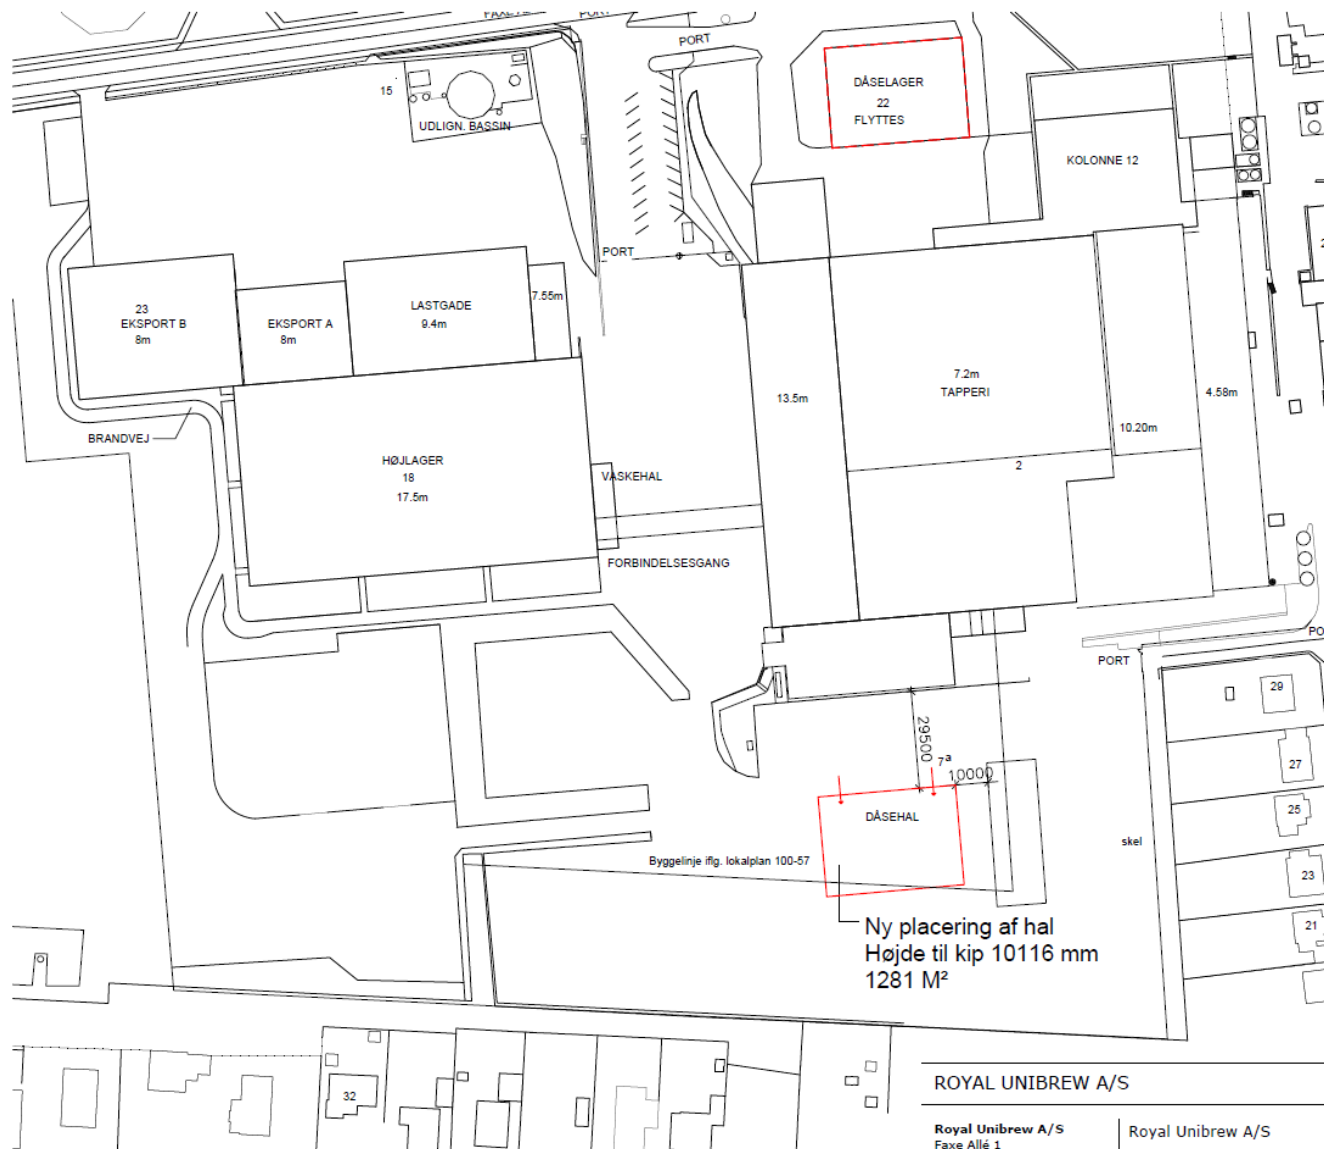 PORT
DÅSELAGER
22
FLYTTES
15
UDLIGN. BASSIN
KOLONNE 12
PORT
23
EKSPORT B
8m
EKSPORT A
8m
LASTGADE
9.4m
7.55m
7.2m
TAPPERI
13.5m
4.58m
10.20m
BRANDVEJ
HØJLAGER
18
17.5m
VASKEHAL
2
FORBINDELSESGANG
PORT
29
29500
7ª
10000
27
DÅSEHAL
25
skel
Byggelinje iflg. lokalplan 100-57
23
21
Ny placering af hal
Højde til kip 10116 mm
1281 M²
32
ROYAL UNIBREW A/S
Royal Unibrew A/S
Faxe Allé 1
Royal Unibrew A/S